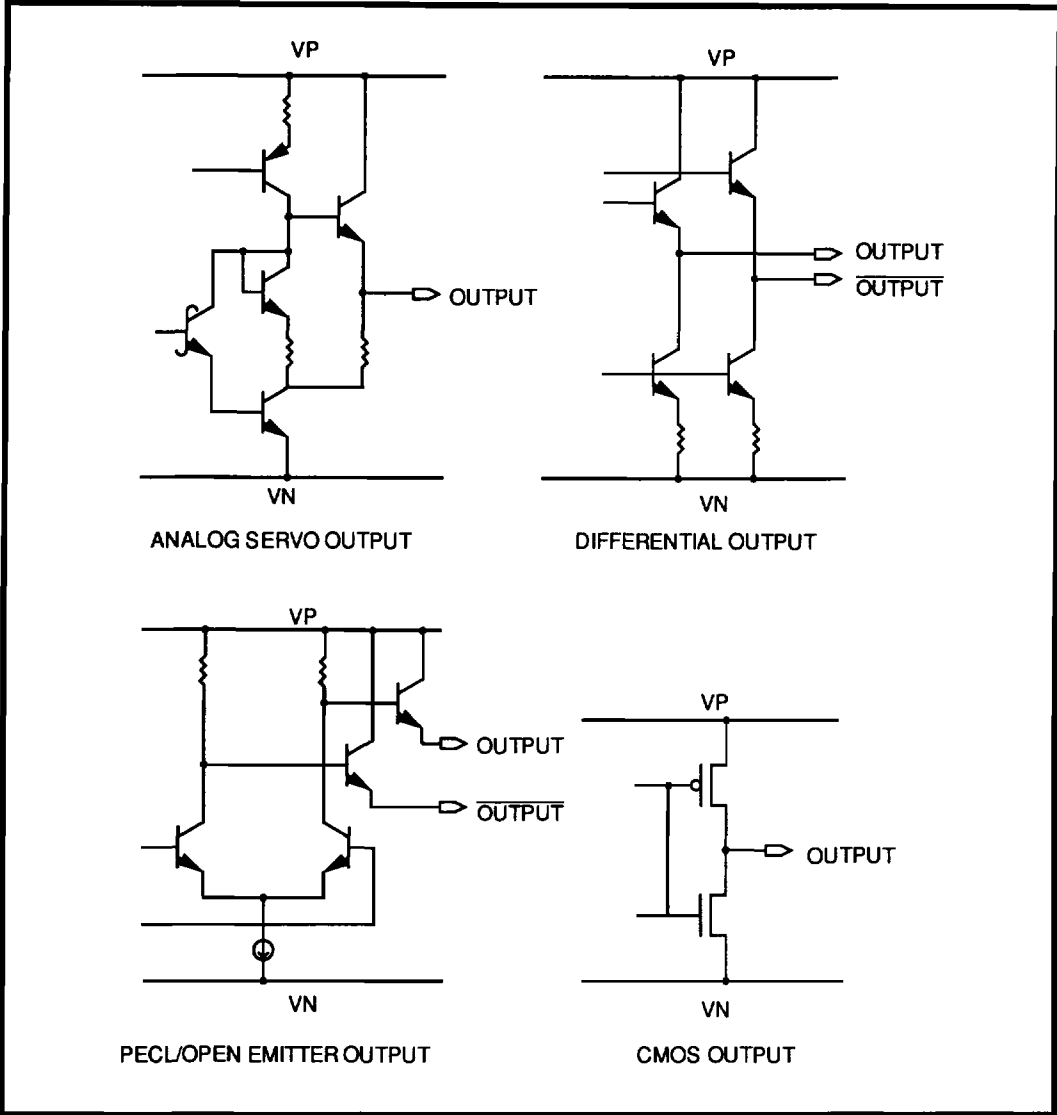 VP
OUTPUT
VN
ANALOG SERVO OUTPUT
VP
OUTPUT
OUTPUT
VN
DIFFERENTIAL OUTPUT
VP
OUTPUT
OUTPUT
VN
PECL/OPEN EMITTER OUTPUT
VP
OUTPUT
VN
CMOS OUTPUT